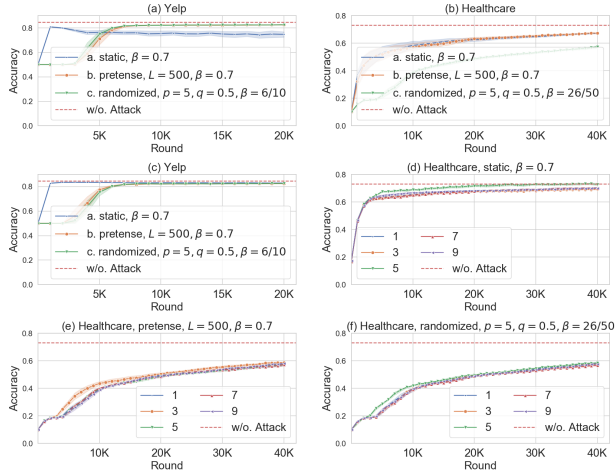 (a) Yelp
Accuracy
0.8
0.6
0.4
0.2
0.0
a. static, β = 0.7
b. pretense, L = 500, β = 0.7
c. randomized, p = 5, q = 0.5, β = 6/10
w/o. Attack
5K 10K 15K 20K
Round
(b) Healthcare
Accuracy
0.8
0.6
0.4
0.2
0.0
a. static, β = 0.7
b. pretense, L = 500, β = 0.7
c. randomized, p = 5, q = 0.5, β = 26/50
w/o. Attack
10K 20K 30K 40K
Round
(c) Yelp
Accuracy
0.8
0.6
0.4
0.2
0.0
a. static, β = 0.7
b. pretense, L = 500, β = 0.7
c. randomized, p = 5, q = 0.5, β = 6/10
w/o. Attack
5K 10K 15K 20K
Round
(d) Healthcare, static, β = 0.7
Accuracy
0.8
0.6
0.4
0.2
0.0
1 7
3 9
5 w/o. Attack
10K 20K 30K 40K
Round
(e) Healthcare, pretense, L = 500, β = 0.7
Accuracy
0.8
0.6
0.4
0.2
0.0
1 7
3 9
5 w/o. Attack
10K 20K 30K 40K
Round
(f) Healthcare, randomized, p = 5, q = 0.5, β = 26/50
Accuracy
0.8
0.6
0.4
0.2
0.0
1 7
3 9
5 w/o. Attack
10K 20K 30K 40K
Round